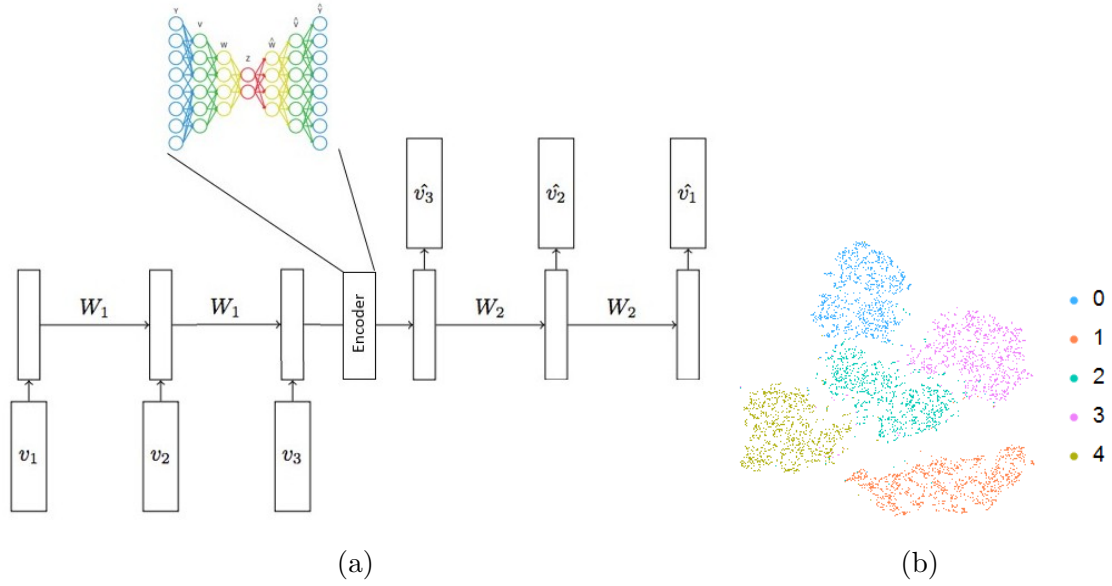 Y V W Z Ŵ V̂ Ŷ
v̂₃ v̂₂ v̂₁
W₁ W₁ Encoder W₂ W₂
v₁ v₂ v₃
0
1
2
3
4
(a) (b)